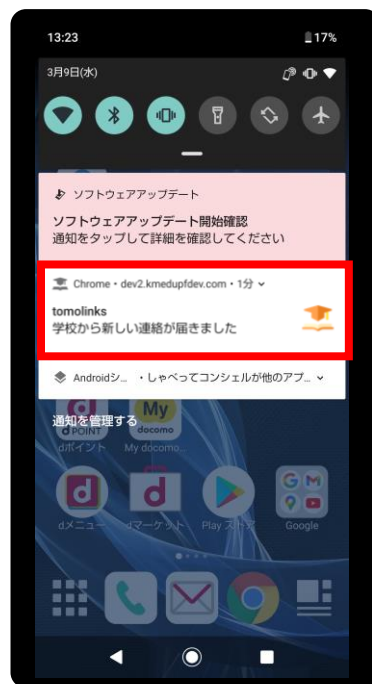 13:23
17%
3月9日(水)
ソフトウェアアップデート
ソフトウェアアップデート開始確認
通知をタップして詳細を確認してください
Chrome・dev2.kmedupfdev.com・1分
tomolinks
学校から新しい連絡が届きました
Androidシ... ・しゃべってコンシェルが他のアプ...
通知を管理する
d POINT
My
docomo
dポイント
My docomo...
d
d
G M
dメニュー
dマーケット
Play ストア
Google